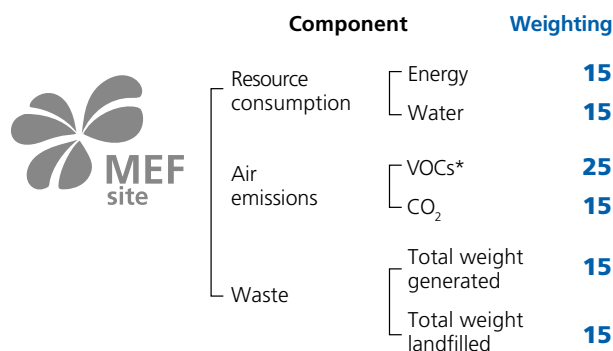 Component Weighting
Resource
consumption
Energy 15
Water 15
MEF
site
Air
emissions
VOCs* 25
CO₂ 15
Waste
Total weight
generated 15
Total weight
landfilled 15